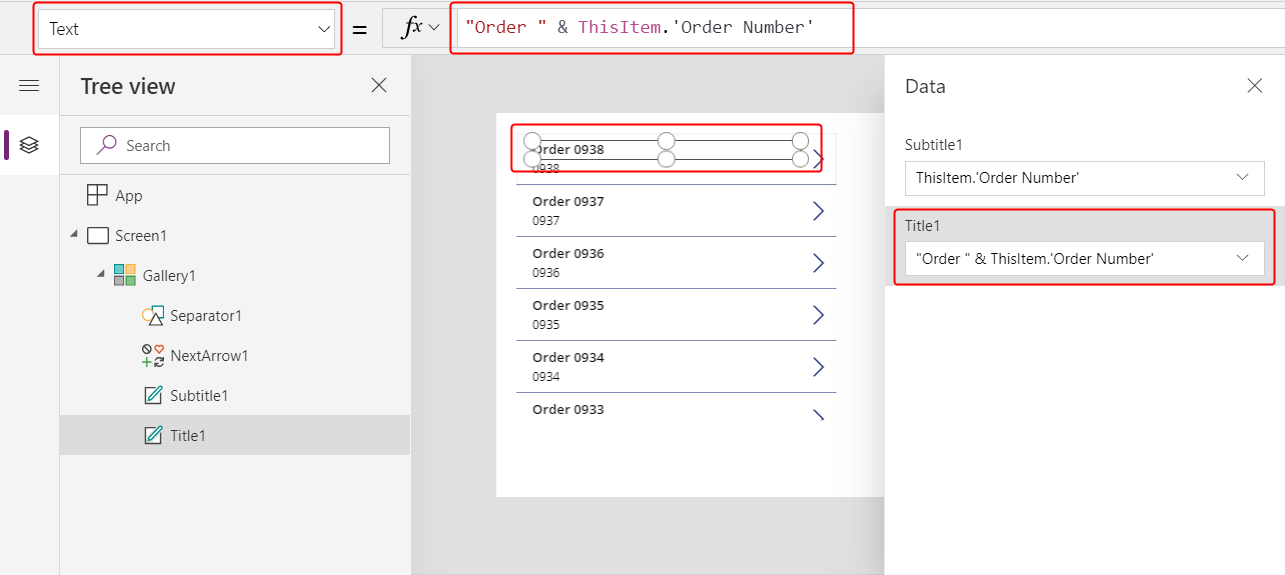 Text
=
fx
"Order " & ThisItem.'Order Number'
Tree view
Search
App
Screen1
Gallery1
Separator1
NextArrow1
Subtitle1
Title1
Order 0938
0938
Order 0937
0937
Order 0936
0936
Order 0935
0935
Order 0934
0934
Order 0933
Data
Subtitle1
ThisItem.'Order Number'
Title1
"Order " & ThisItem.'Order Number'